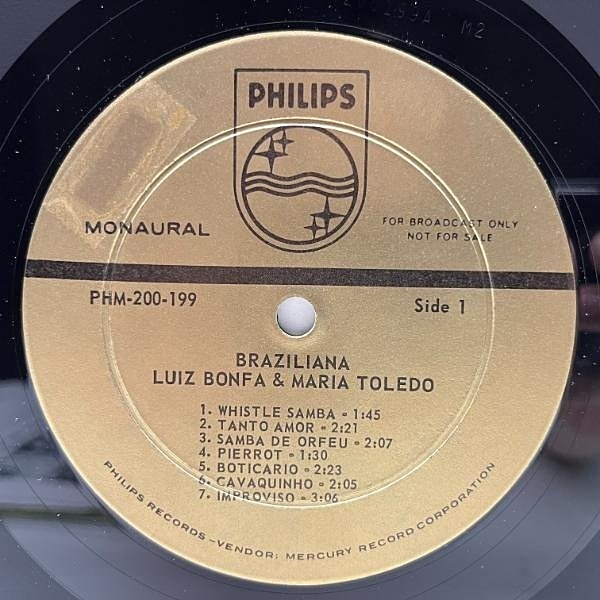 M2
PHILIPS
MONAURAL
FOR BROADCAST ONLY
NOT FOR SALE
PHM-200-199
Side 1
BRAZILIANA
LUIZ BONFA & MARIA TOLEDO
1. WHISTLE SAMBA - 1:45
2. TANTO AMOR - 2:21
3. SAMBA DE ORFEU - 2:07
4. PIERROT - 1:30
5. BOTICARIO - 2:23
6. CAVAQUINHO - 2:05
7. IMPROVISO - 3:06
PHILIPS RECORDS - VENDOR: MERCURY RECORD CORPORATION